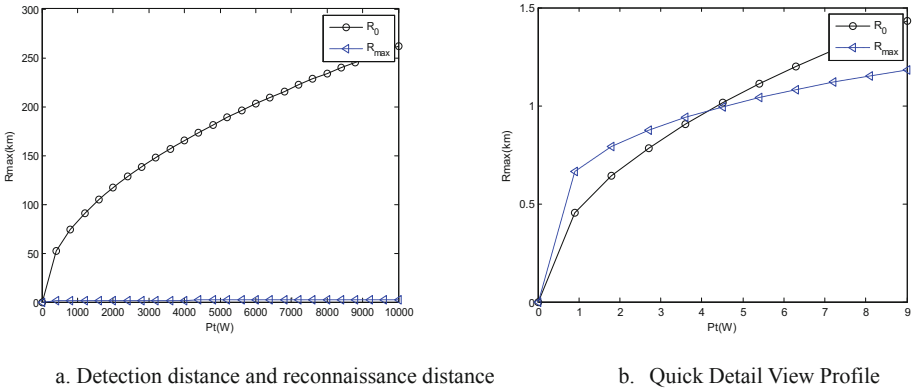 300
250
200
150
100
50
0
Rmax(km)
0 1000 2000 3000 4000 5000 6000 7000 8000 9000 10000
Pt(W)
R0
Rmax
1.5
1
0.5
0
Rmax(km)
0 1 2 3 4 5 6 7 8 9
Pt(W)
R0
Rmax
a. Detection distance and reconnaissance distance
b. Quick Detail View Profile